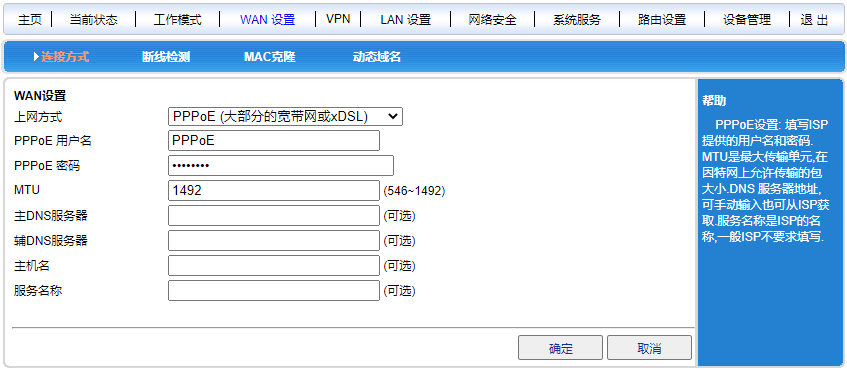 主页 当前状态 工作模式 WAN 设置 VPN LAN 设置 网络安全 系统服务 路由设置 设备管理 退 出
连接方式 断线检测 MAC克隆 动态域名
WAN设置
上网方式 PPPoE (大部分的宽带网或xDSL)
PPPoE 用户名 PPPoE
PPPoE 密码 ••••••••
MTU 1492 (546~1492)
主DNS服务器 (可选)
辅DNS服务器 (可选)
主机名 (可选)
服务名称 (可选)
确定 取消
帮助
PPPoE设置: 填写ISP
提供的用户名和密码.
MTU是最大传输单元,在
因特网上允许传输的包
大小.DNS 服务器地址,
可手动输入也可从ISP获
取.服务名称是ISP的名
称,一般ISP不要求填写.